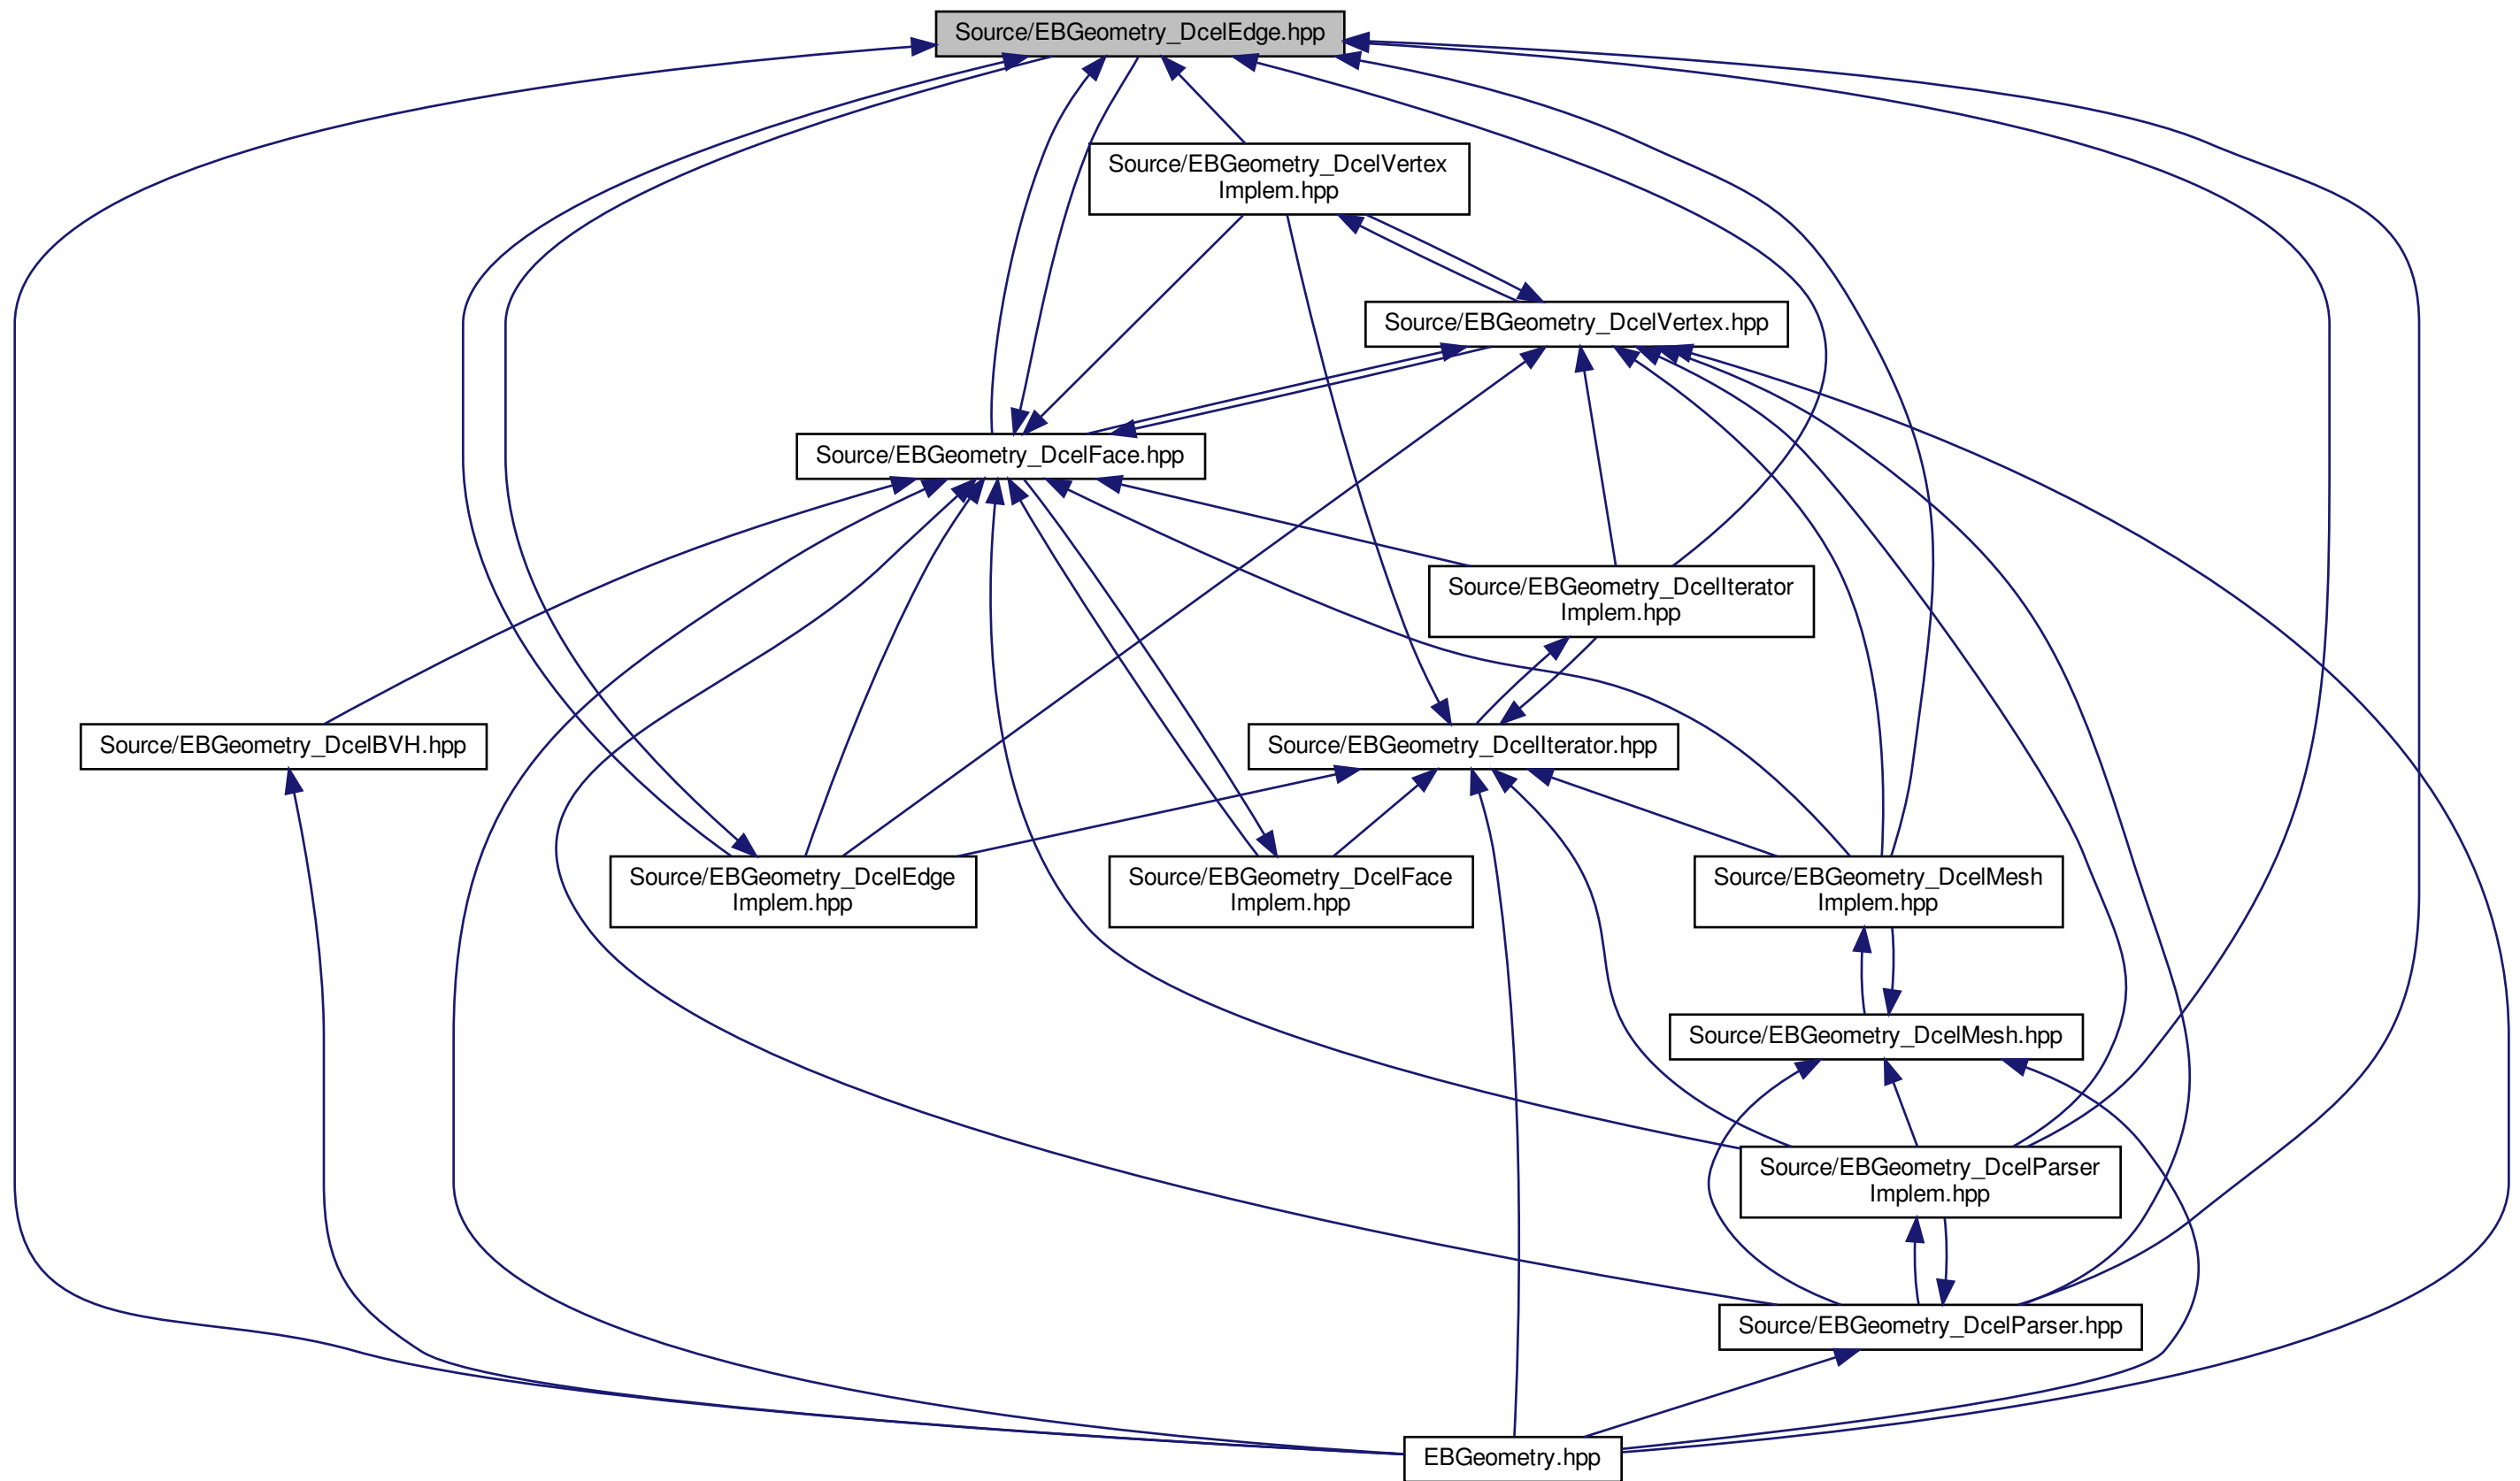 Source/EBGeometry_DcelEdge.hpp
Source/EBGeometry_DcelVertex
Implem.hpp
Source/EBGeometry_DcelVertex.hpp
Source/EBGeometry_DcelFace.hpp
Source/EBGeometry_DcelIterator
Implem.hpp
Source/EBGeometry_DcelBVH.hpp
Source/EBGeometry_DcelIterator.hpp
Source/EBGeometry_DcelEdge
Implem.hpp
Source/EBGeometry_DcelFace
Implem.hpp
Source/EBGeometry_DcelMesh
Implem.hpp
Source/EBGeometry_DcelMesh.hpp
Source/EBGeometry_DcelParser
Implem.hpp
Source/EBGeometry_DcelParser.hpp
EBGeometry.hpp